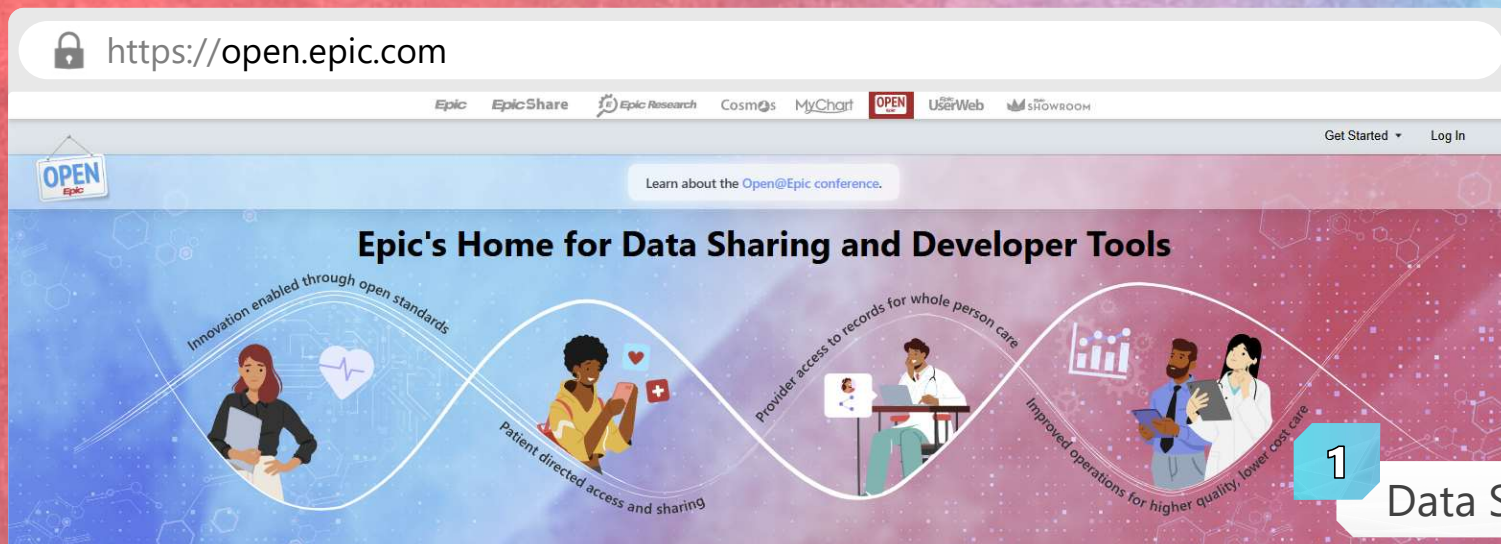 https://open.epic.com
Epic EpicShare Epic Research Cosmos MyChart OPEN epic Epic UserWeb Epic SHOWROOM
Get Started Log In
OPEN
Epic
Learn about the Open@Epic conference.
Epic's Home for Data Sharing and Developer Tools
Innovation enabled through open standards
Patient directed access and sharing
Provider access to records for whole person care
Improved operations for higher quality, lower cost care
1
Data S